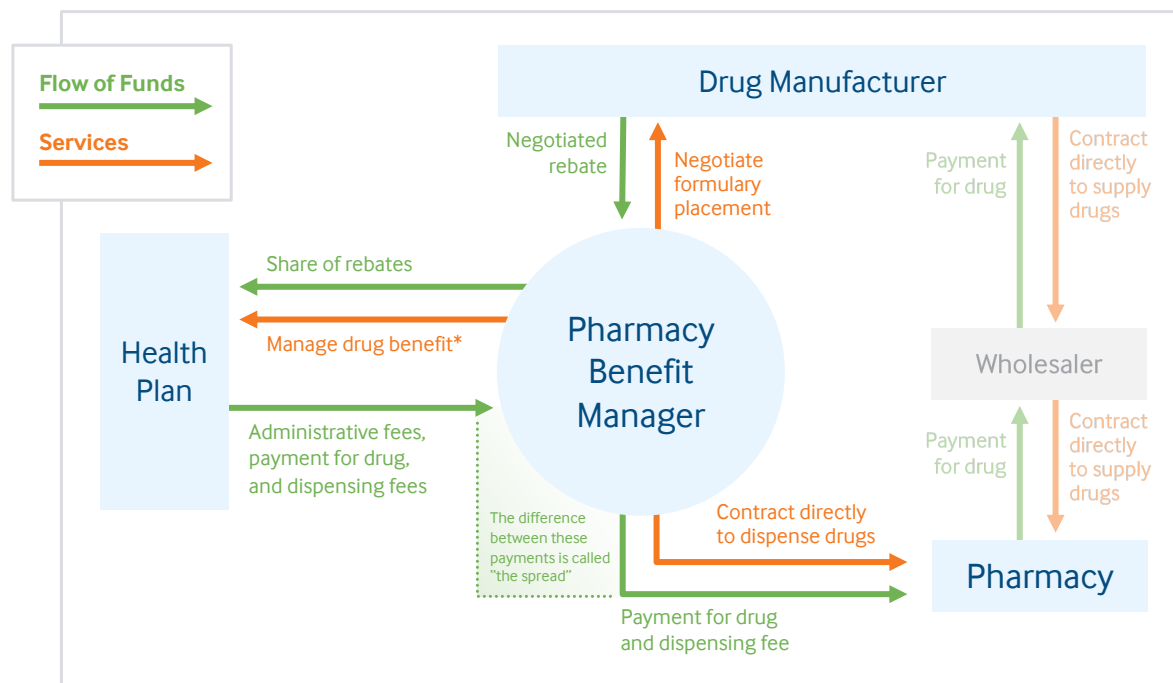 Flow of Funds
Services
Drug Manufacturer
Negotiated
rebate
Negotiate
formulary
placement
Payment
for drug
Contract
directly
to supply
drugs
Share of rebates
Manage drug benefit*
Health
Plan
Pharmacy
Benefit
Manager
Wholesaler
Administrative fees,
payment for drug,
and dispensing fees
Payment
for drug
Contract
directly
to supply
drugs
The difference
between these
payments is called
"the spread"
Contract directly
to dispense drugs
Pharmacy
Payment for drug
and dispensing fee